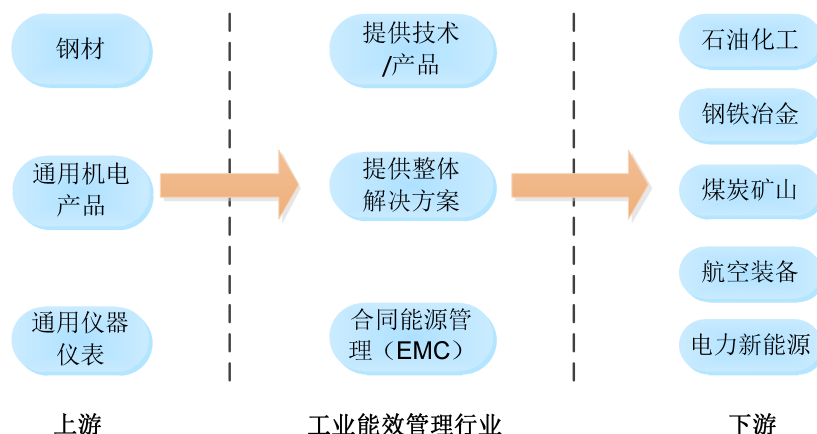 钢材
通用机电
产品
通用仪器
仪表
上游
提供技术
/产品
提供整体
解决方案
合同能源管
理（EMC）
工业能效管理行业
石油化工
钢铁冶金
煤炭矿山
航空装备
电力新能源
下游